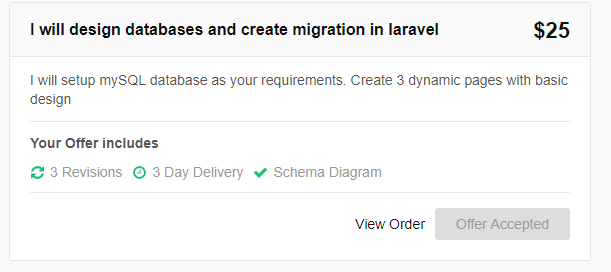 I will design databases and create migration in laravel $25
I will setup mySQL database as your requirements. Create 3 dynamic pages with basic
design
Your Offer includes
3 Revisions 3 Day Delivery Schema Diagram
View Order Offer Accepted